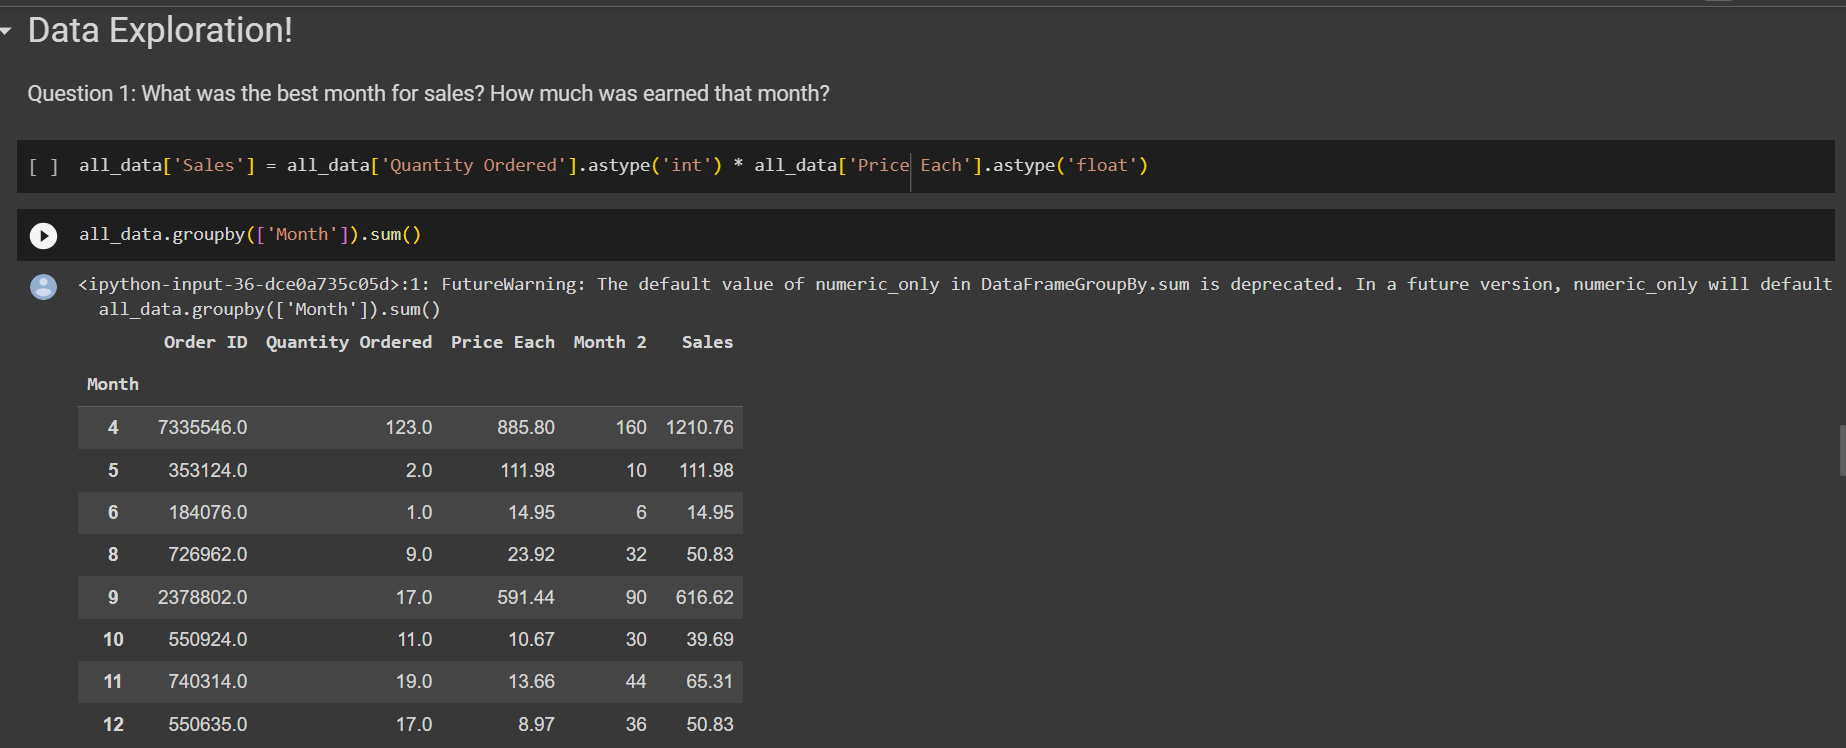 Data Exploration!
Question 1: What was the best month for sales? How much was earned that month?
[ ] all_data['Sales'] = all_data['Quantity Ordered'].astype('int') * all_data['Price Each'].astype('float')
all_data.groupby(['Month']).sum()
<ipython-input-36-dce0a735c05d>:1: FutureWarning: The default value of numeric_only in DataFrameGroupBy.sum is deprecated. In a future version, numeric_only will default
all_data.groupby(['Month']).sum()
Order ID Quantity Ordered Price Each Month 2 Sales
Month
4 7335546.0 123.0 885.80 160 1210.76
5 353124.0 2.0 111.98 10 111.98
6 184076.0 1.0 14.95 6 14.95
8 726962.0 9.0 23.92 32 50.83
9 2378802.0 17.0 591.44 90 616.62
10 550924.0 11.0 10.67 30 39.69
11 740314.0 19.0 13.66 44 65.31
12 550635.0 17.0 8.97 36 50.83